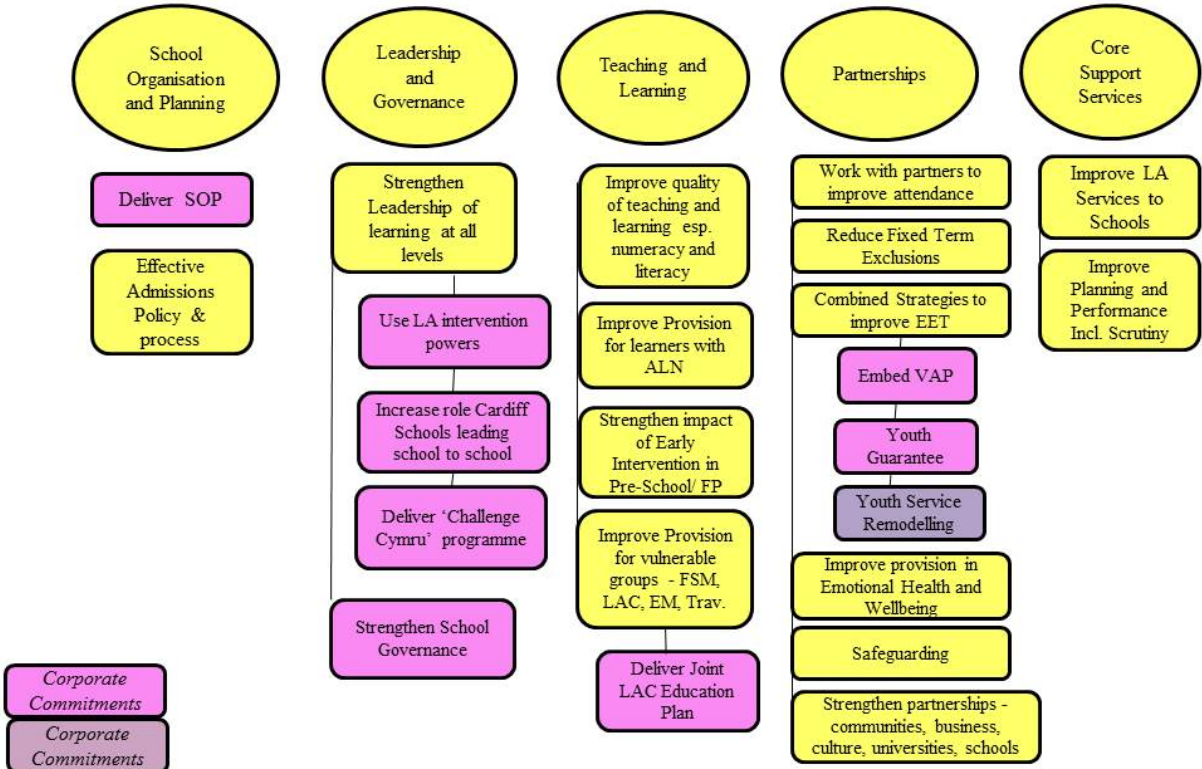 School
Organisation
and Planning
Deliver SOP
Effective
Admissions
Policy &
process
Leadership
and
Governance
Strengthen
Leadership of
learning at all
levels
Use LA intervention
powers
Increase role Cardiff
Schools leading
school to school
Deliver ‘Challenge
Cymru’ programme
Strengthen School
Governance
Teaching and
Learning
Improve quality
of teaching and
learning esp.
numeracy and
literacy
Improve Provision
for learners with
ALN
Strengthen impact
of Early
Intervention in
Pre-School/ FP
Improve Provision
for vulnerable
groups - FSM,
LAC, EM, Trav.
Deliver Joint
LAC Education
Plan
Partnerships
Work with partners to
improve attendance
Reduce Fixed Term
Exclusions
Combined Strategies to
improve EET
Embed VAP
Youth
Guarantee
Youth Service
Remodelling
Improve provision in
Emotional Health and
Wellbeing
Safeguarding
Strengthen partnerships -
communities, business,
culture, universities, schools
Core
Support
Services
Improve LA
Services to
Schools
Improve
Planning and
Performance
Incl. Scrutiny
Corporate
Commitments
Corporate
Commitments